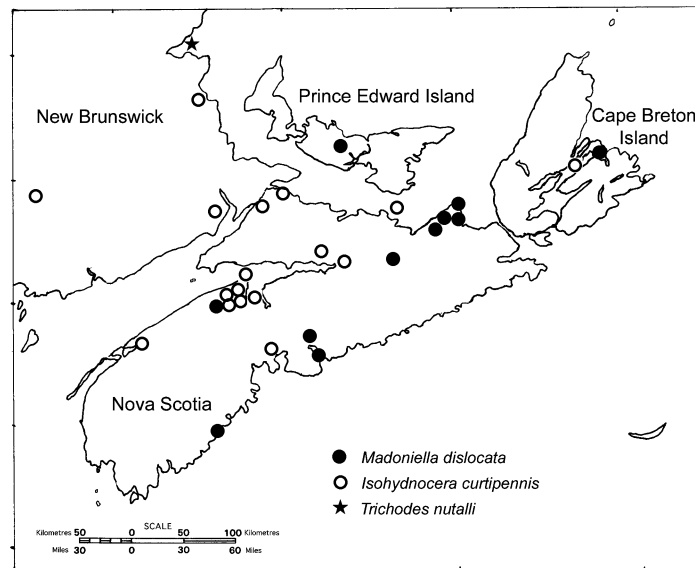 Prince Edward Island
New Brunswick
Cape Breton
Island
Nova Scotia
Madoniella dislocata
Isohydnocera curtipennis
Trichodes nutalli
SCALE
Kilometres 50 0 50 100 Kilometres
Miles 30 0 30 60 Miles